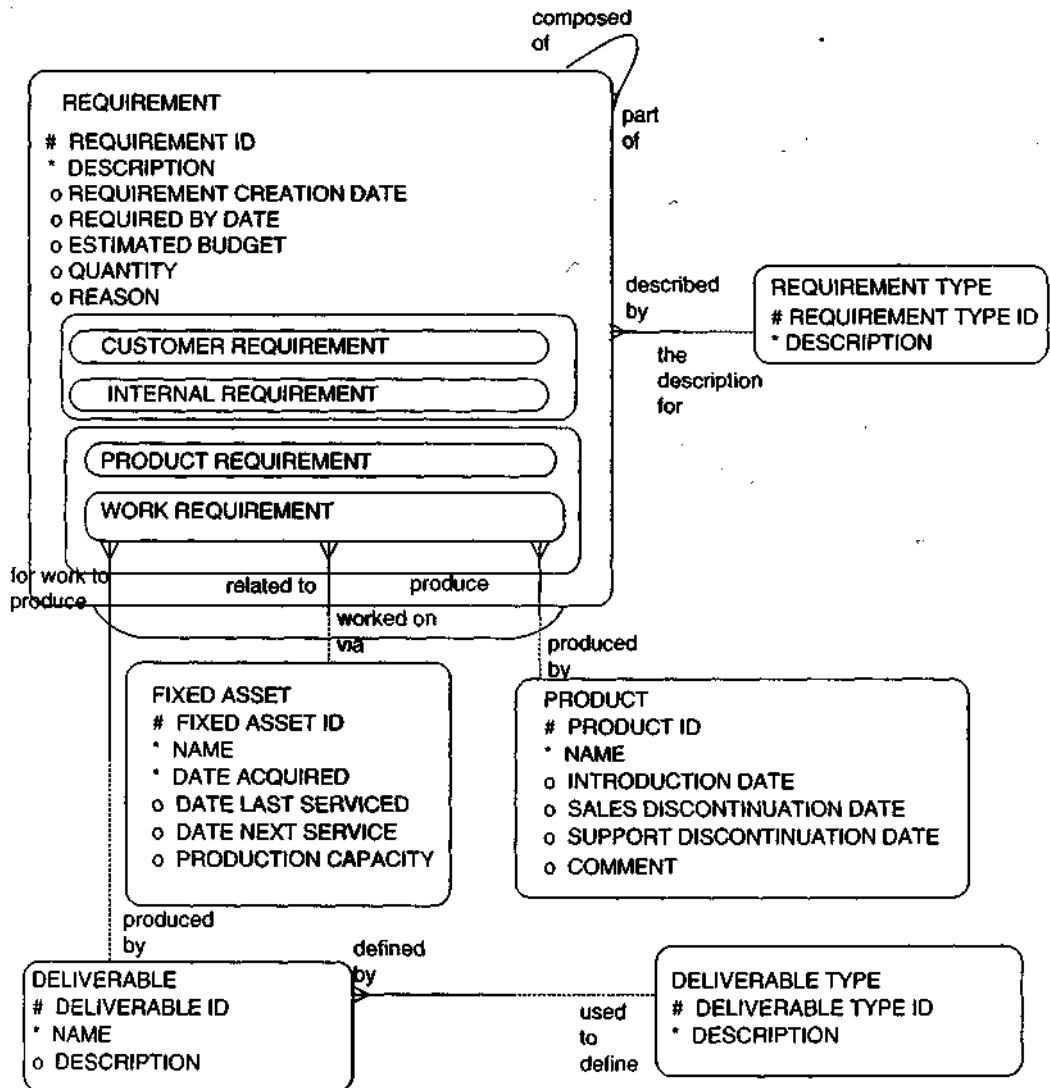 composed
of
REQUIREMENT
# REQUIREMENT ID
* DESCRIPTION
o REQUIREMENT CREATION DATE
o REQUIRED BY DATE
o ESTIMATED BUDGET
o QUANTITY
o REASON
part
of
CUSTOMER REQUIREMENT
INTERNAL REQUIREMENT
PRODUCT REQUIREMENT
WORK REQUIREMENT
described
by
the
description
for
REQUIREMENT TYPE
# REQUIREMENT TYPE ID
* DESCRIPTION
for work to
produce
related to
produce
worked on
via
produced
by
FIXED ASSET
# FIXED ASSET ID
* NAME
* DATE ACQUIRED
o DATE LAST SERVICED
o DATE NEXT SERVICE
o PRODUCTION CAPACITY
PRODUCT
# PRODUCT ID
* NAME
o INTRODUCTION DATE
o SALES DISCONTINUATION DATE
o SUPPORT DISCONTINUATION DATE
o COMMENT
produced
by
defined
by
DELIVERABLE
# DELIVERABLE ID
* NAME
o DESCRIPTION
used
to
define
DELIVERABLE TYPE
# DELIVERABLE TYPE ID
* DESCRIPTION